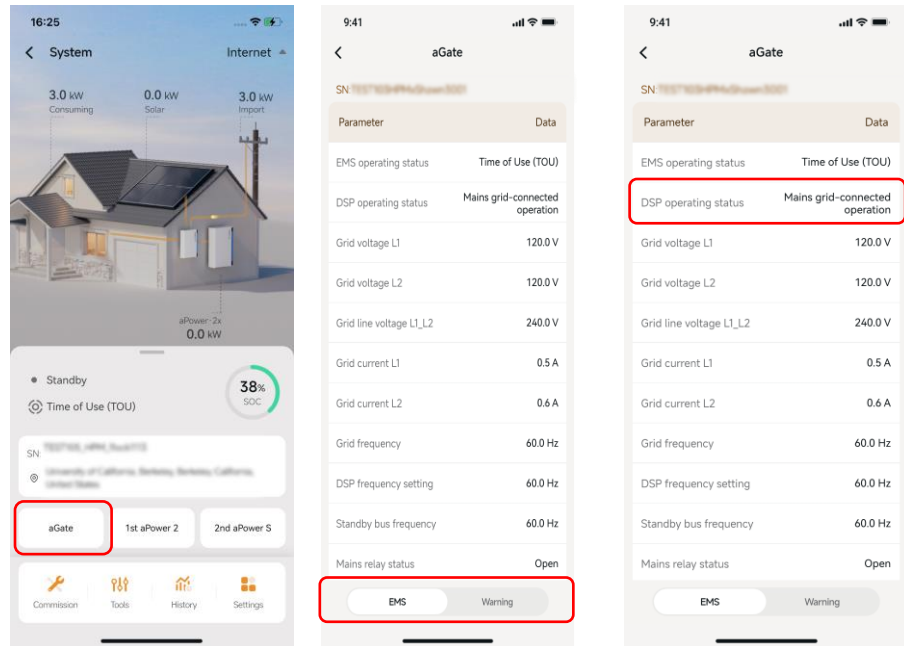 16:25
System
Internet
3.0 kW
Consuming
0.0 kW
Solar
3.0 kW
Import
aPower 2x
0.0 kW
Standby
Time of Use (TOU)
38%
SOC
SN:
aGate
1st aPower 2
2nd aPower S
Commission
Tools
History
Settings
9:41
aGate
SN:
Parameter Data
EMS operating status Time of Use (TOU)
DSP operating status Mains grid-connected
operation
Grid voltage L1 120.0 V
Grid voltage L2 120.0 V
Grid line voltage L1_L2 240.0 V
Grid current L1 0.5 A
Grid current L2 0.6 A
Grid frequency 60.0 Hz
DSP frequency setting 60.0 Hz
Standby bus frequency 60.0 Hz
Mains relay status Open
EMS Warning
9:41
aGate
SN:
Parameter Data
EMS operating status Time of Use (TOU)
DSP operating status Mains grid-connected
operation
Grid voltage L1 120.0 V
Grid voltage L2 120.0 V
Grid line voltage L1_L2 240.0 V
Grid current L1 0.5 A
Grid current L2 0.6 A
Grid frequency 60.0 Hz
DSP frequency setting 60.0 Hz
Standby bus frequency 60.0 Hz
Mains relay status Open
EMS Warning